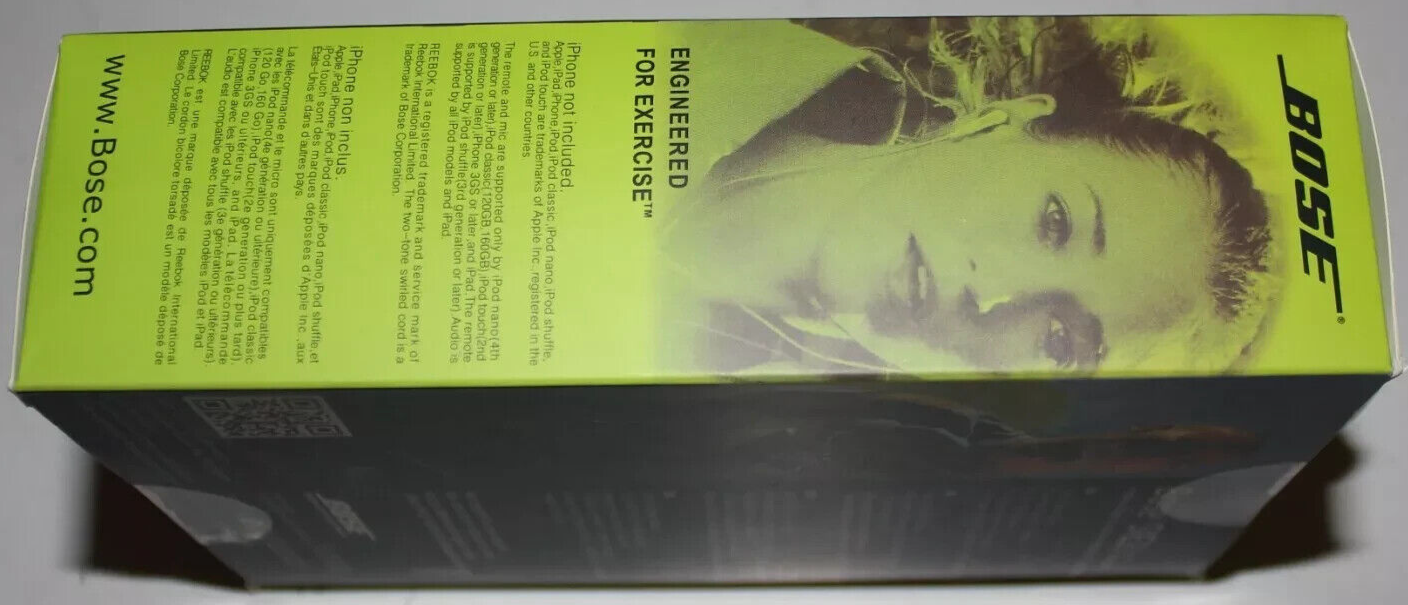 BOSE®
ENGINEERED
FOR EXERCISE™
iPhone not included.
Apple,iPad,iPhone,iPod,iPod classic,iPod nano,iPod shuffle,
and iPod touch are trademarks of Apple Inc.,registered in the
U.S. and other countries
The remote and mic are supported only by iPod nano(4th
generation or later),iPod classic(120GB,160GB),iPod touch(2nd
generation or later),iPhone 3GS or later,and iPad.The remote
is supported by iPod shuffle(3rd generation or later).Audio is
supported by all iPod models and iPad.
REEBOK is a registered trademark and service mark of
Reebok International Limited. The two-tone swirled cord is a
trademark of Bose Corporation.
iPhone non inclus.
Apple,iPad,iPhone,iPod,iPod classic,iPod nano,iPod shuffle,et
iPod touch sont des marques déposées d'Apple Inc.,aux
États-Unis et dans d'autres pays.
La télécommande et le micro sont uniquement compatibles
avec les iPod nano(4e génération ou ultérieure),iPod classic
(120 Go,160 Go),iPod touch(2e generation ou plus tard),
iPhone 3GS ou ultérieurs, and iPad. La télécommande
compatible avec les iPod shuffle (3e génération ou ultérieurs).
L'audio est compatible avec tous les modèles iPod et iPad
REEBOK est une marque déposée de Reebok International
Limited. Le cordon bicolore torsadé est un modèle déposé de
Bose Corporation.
www.Bose.com
BOSE